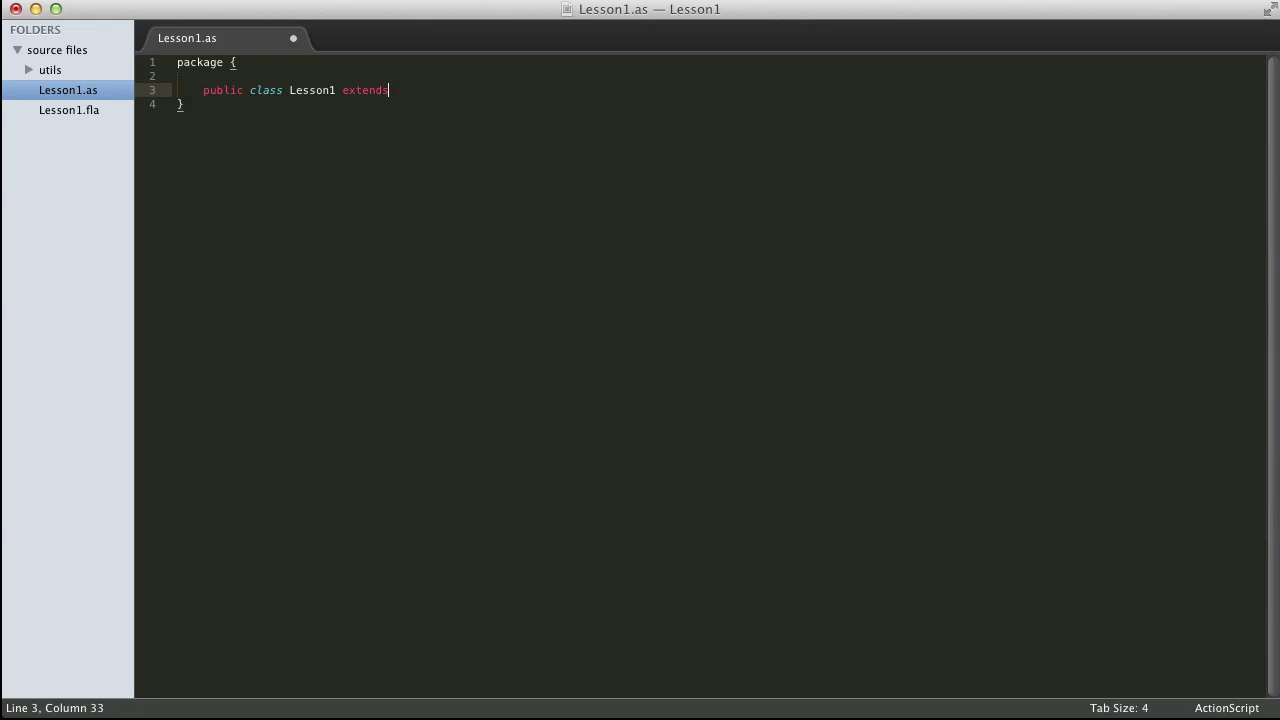 Lesson1.as — Lesson1
FOLDERS
source files
utils
Lesson1.as
Lesson1.fla
Lesson1.as
1 package {
2
3 public class Lesson1 extends
4 }
Line 3, Column 33
Tab Size: 4
ActionScript